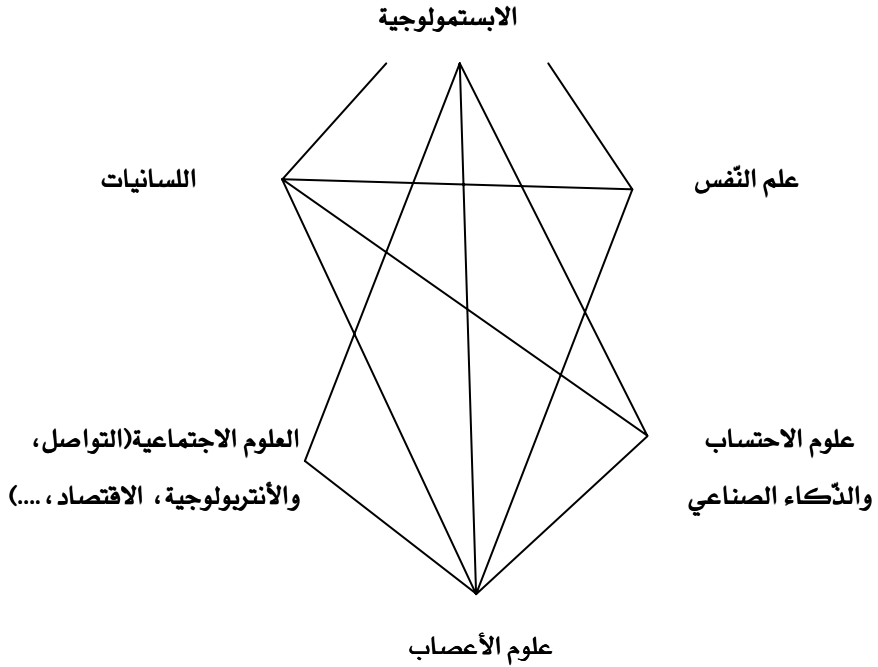 الابستمولوجية
علم النّفس
اللسانيات
علوم الاحتساب
والذّكاء الصناعي
العلوم الاجتماعية(التواصل،
والأنتربولوجية، الاقتصاد،....)
علوم الأعصاب